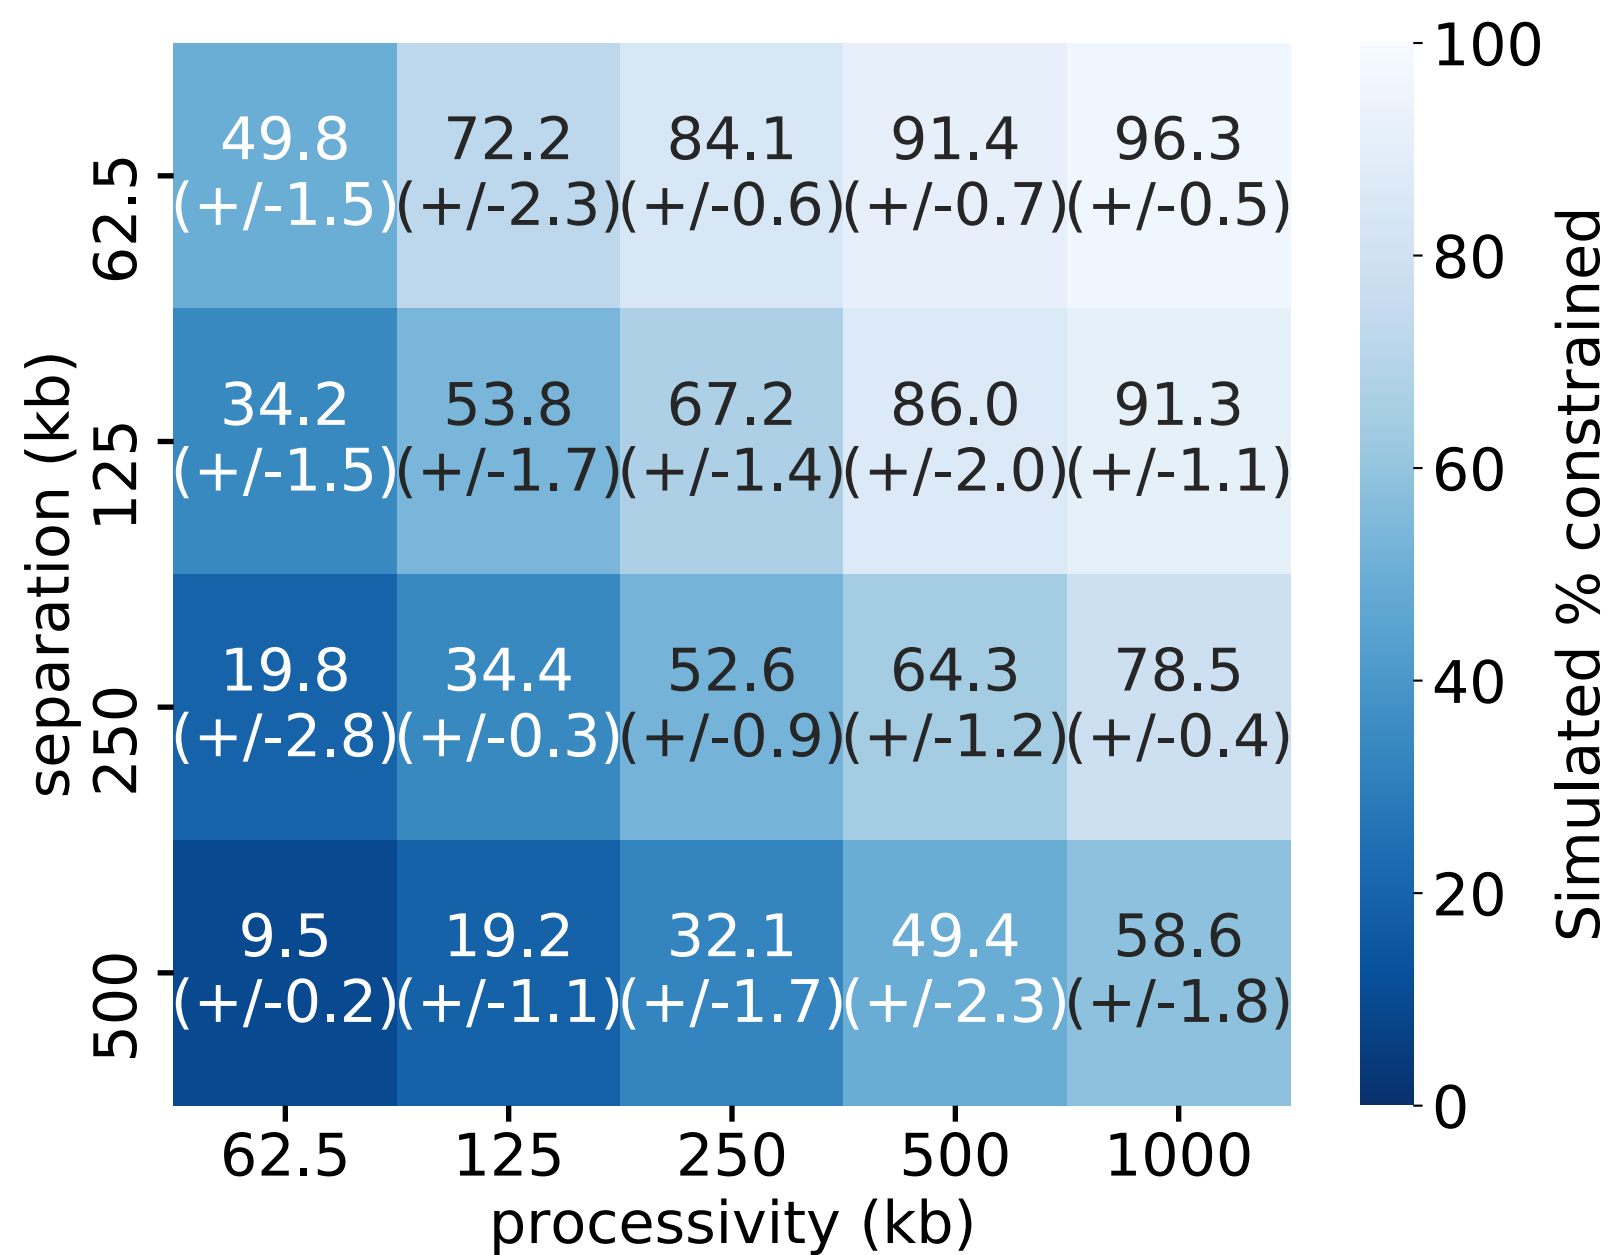 49.8 72.2 84.1 91.4 96.3
(+/-1.5) (+/-2.3) (+/-0.6) (+/-0.7) (+/-0.5)
34.2 53.8 67.2 86.0 91.3
(+/-1.5) (+/-1.7) (+/-1.4) (+/-2.0) (+/-1.1)
19.8 34.4 52.6 64.3 78.5
(+/-2.8) (+/-0.3) (+/-0.9) (+/-1.2) (+/-0.4)
9.5 19.2 32.1 49.4 58.6
(+/-0.2) (+/-1.1) (+/-1.7) (+/-2.3) (+/-1.8)
62.5
125
250
500
separation (kb)
62.5 125 250 500 1000
processivity (kb)
100
80
60
40
20
0
Simulated % constrained